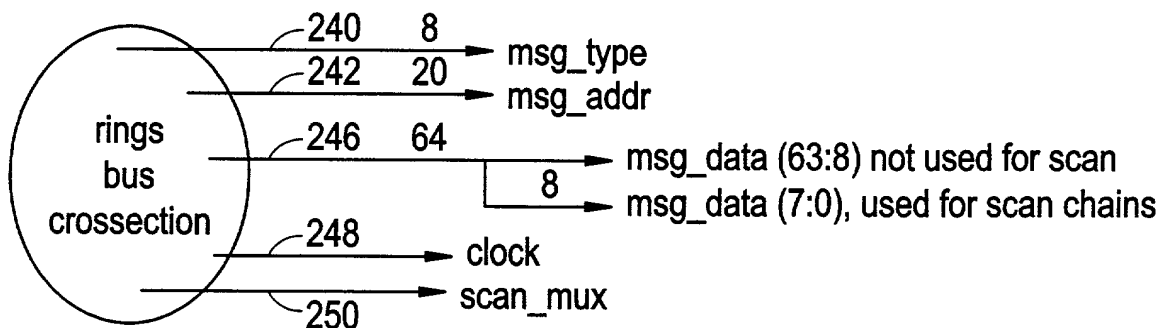 240 8 msg_type
242 20 msg_addr
rings
bus
crossection
246 64
msg_data (63:8) not used for scan
8 msg_data (7:0), used for scan chains
248 clock
250 scan_mux